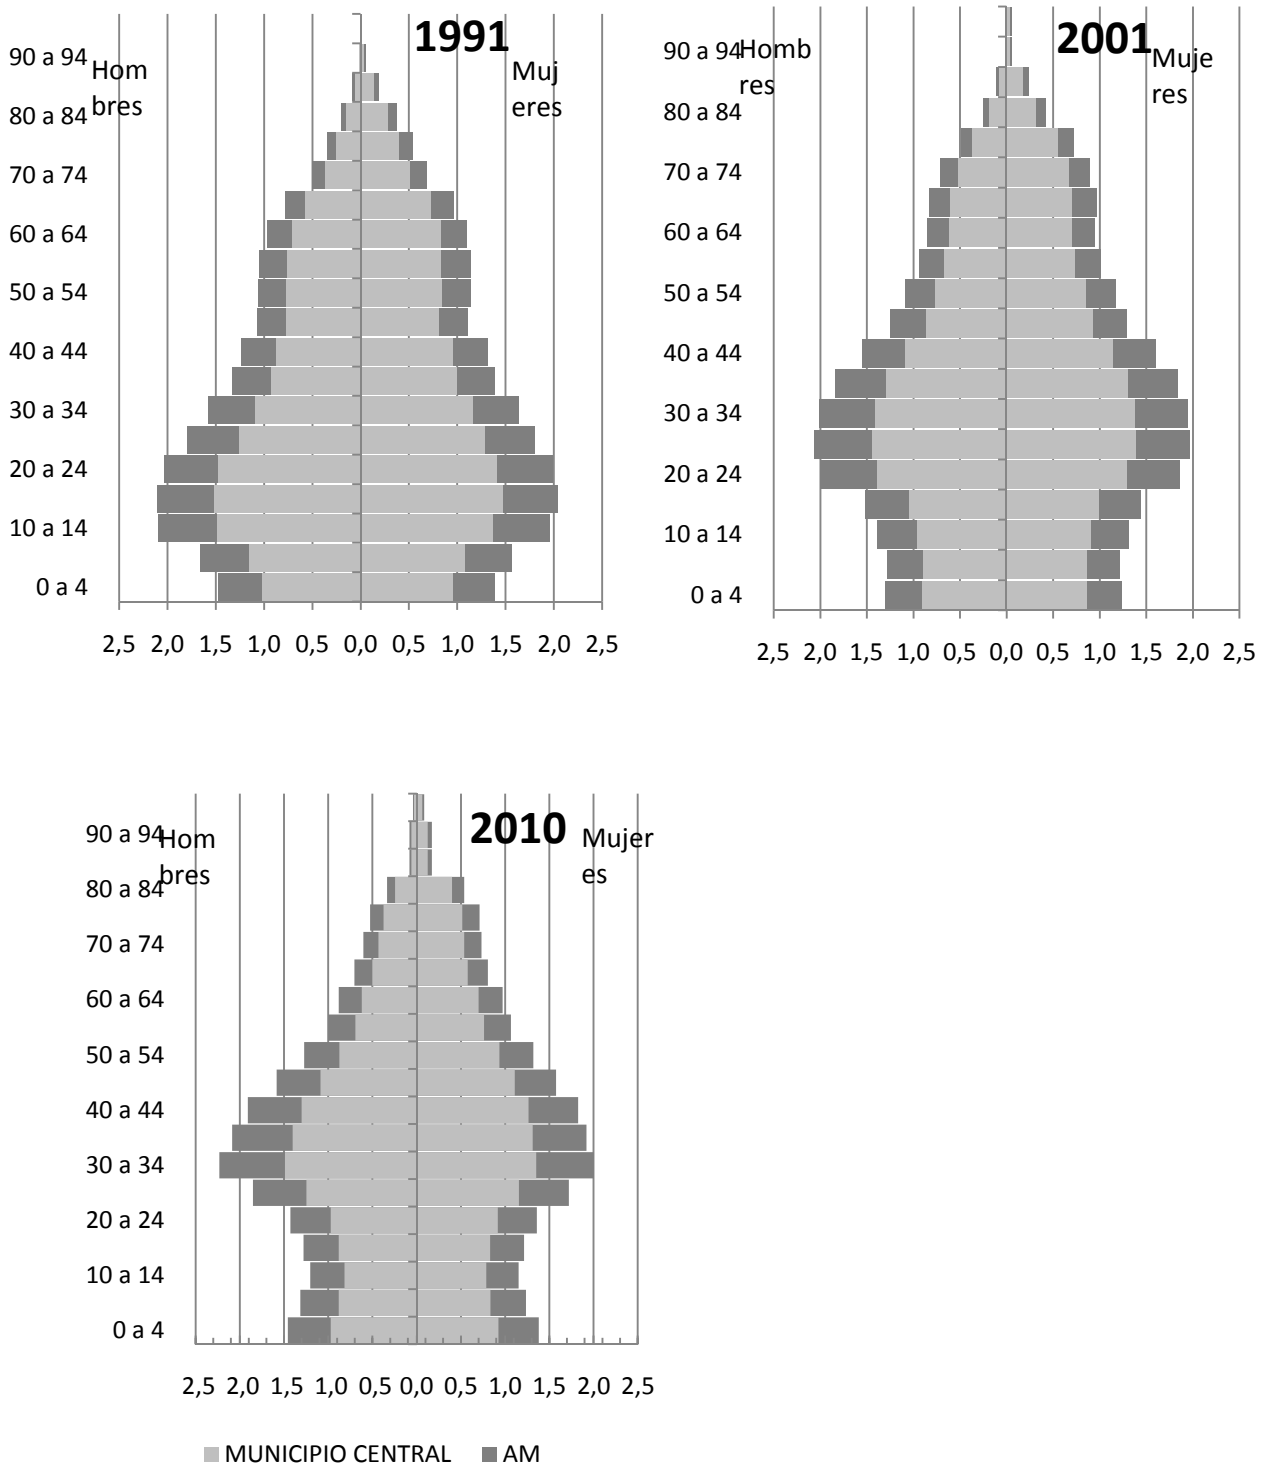 1991
90 a 94
Hom
bres
Muj
eres
80 a 84
70 a 74
60 a 64
50 a 54
40 a 44
30 a 34
20 a 24
10 a 14
0 a 4
2,5 2,0 1,5 1,0 0,5 0,0 0,5 1,0 1,5 2,0 2,5
2001
90 a 94
Homb
res
Muje
res
80 a 84
70 a 74
60 a 64
50 a 54
40 a 44
30 a 34
20 a 24
10 a 14
0 a 4
2,5 2,0 1,5 1,0 0,5 0,0 0,5 1,0 1,5 2,0 2,5
2010
90 a 94
Hom
bres
Mujer
es
80 a 84
70 a 74
60 a 64
50 a 54
40 a 44
30 a 34
20 a 24
10 a 14
0 a 4
2,5 2,0 1,5 1,0 0,5 0,0 0,5 1,0 1,5 2,0 2,5
MUNICIPIO CENTRAL AM